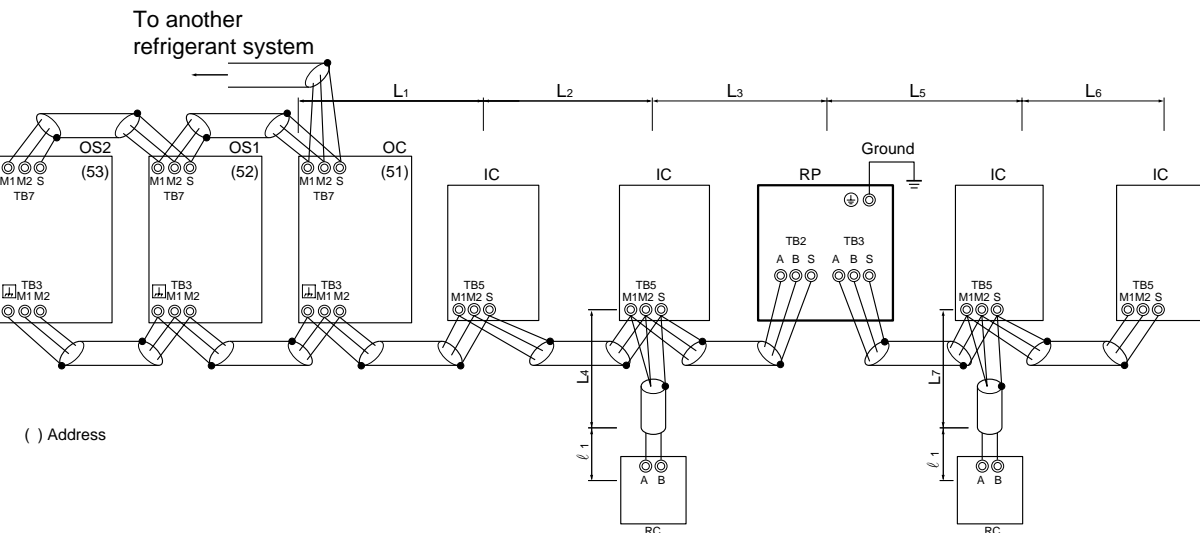 To another
refrigerant system
L1 L2 L3 L5 L6
OS2 OS1 OC
(53) (52) (51)
Ground
IC IC RP IC IC
M1 M2 S M1 M2 S M1 M2 S
TB7 TB7 TB7
TB2 TB3
A B S A B S
TB3 TB3 TB3
M1 M2 M1 M2 M1 M2
TB5 TB5 TB5 TB5
M1 M2 S M1 M2 S M1 M2 S M1 M2 S
L4 L7
( ) Address
ℓ 1 ℓ 1
A B A B
RC RC